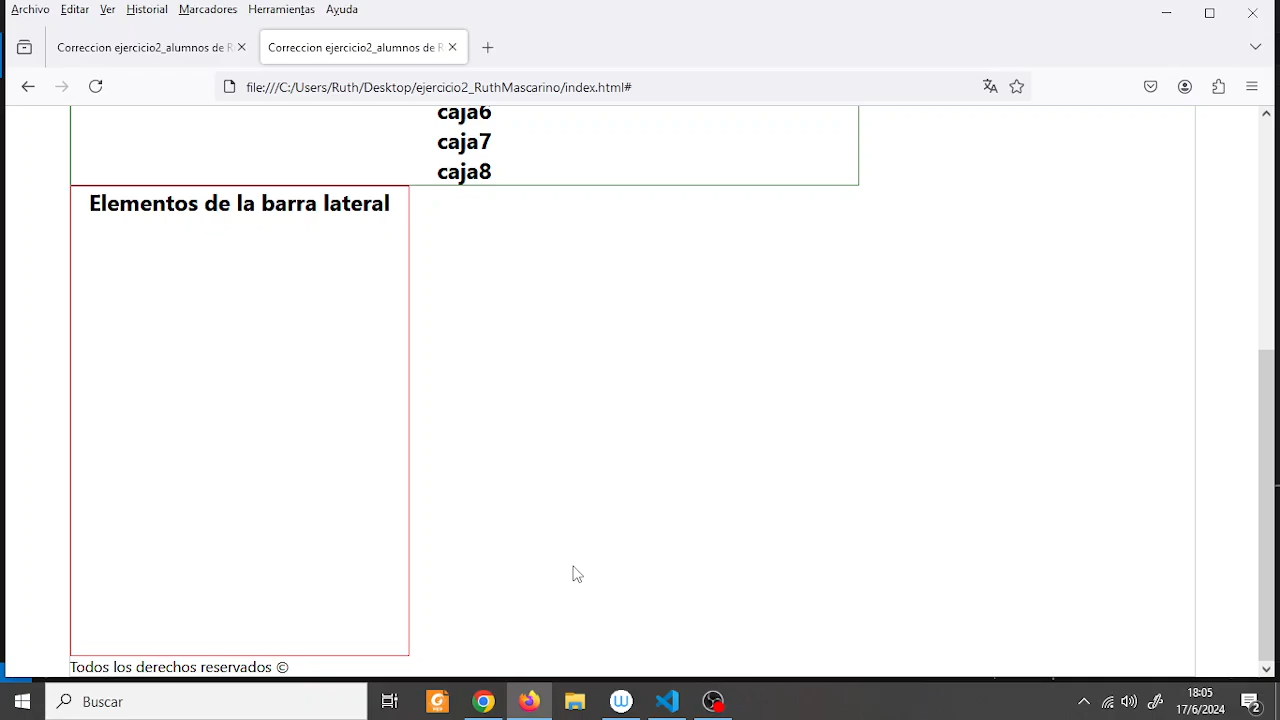 Archivo Editar Ver Historial Marcadores Herramientas Ayuda
Correccion ejercicio2_alumnos de R Correccion ejercicio2_alumnos de R
file:///C:/Users/Ruth/Desktop/ejercicio2_RuthMascarino/index.html#
caja6
caja7
caja8
Elementos de la barra lateral
Todos los derechos reservados ©
Buscar
18:05
17/6/2024
2